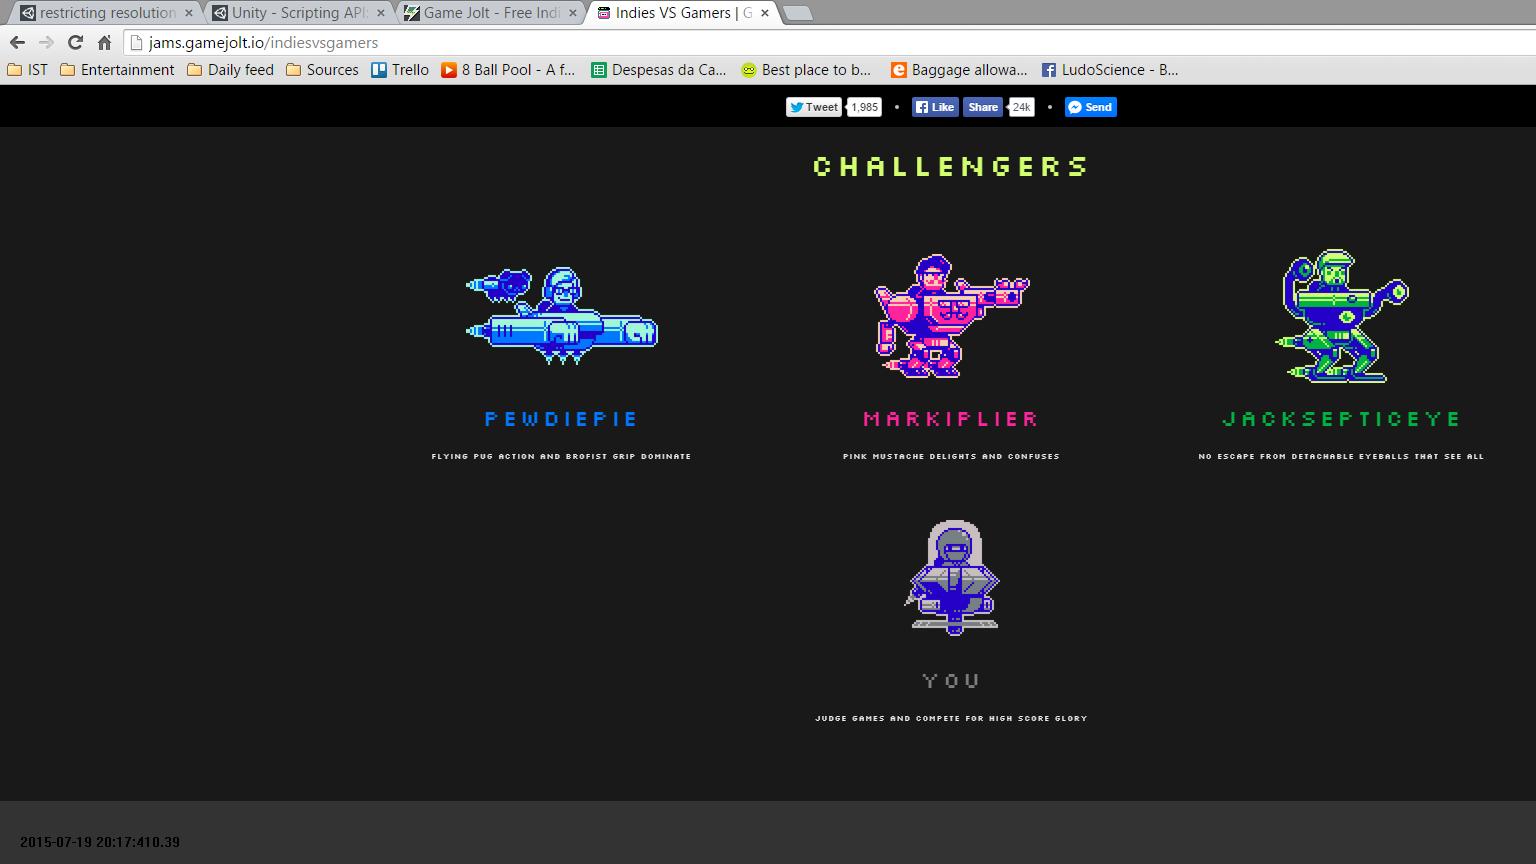 restricting resolution
Unity - Scripting API:
Game Jolt - Free Indi
Indies VS Gamers | G
jams.gamejolt.io/indiesvsgamers
IST Entertainment Daily feed Sources Trello 8 Ball Pool - A f... Despesas da Ca... Best place to b... Baggage allowa... LudoScience - B...
Tweet 1,985 • Like Share 24k • Send
CHALLENGERS
PEWDIEPIE
MARKIPLIER
JACKSEPTICEYE
FLYING PUG ACTION AND BROFIST GRIP DOMINATE
PINK MUSTACHE DELIGHTS AND CONFUSES
NO ESCAPE FROM DETACHABLE EYEBALLS THAT SEE ALL
YOU
JUDGE GAMES AND COMPETE FOR HIGH SCORE GLORY
2015-07-19 20:17:410.39